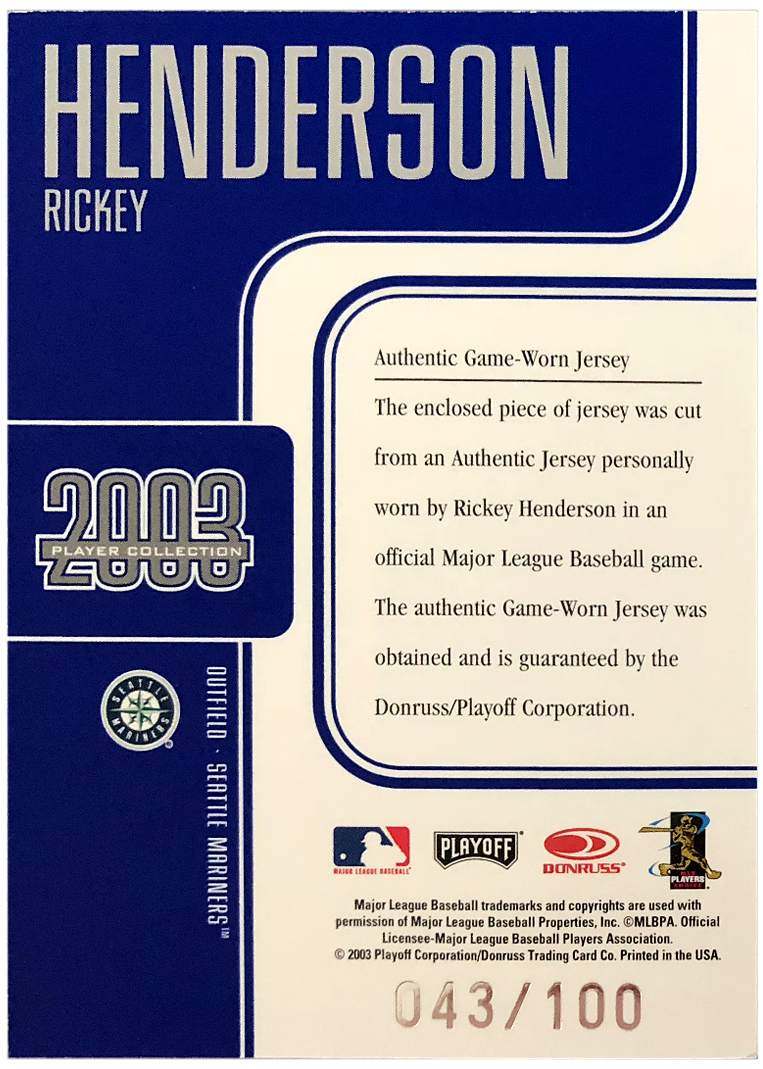 HENDERSON
RICKEY
Authentic Game-Worn Jersey
The enclosed piece of jersey was cut
from an Authentic Jersey personally
worn by Rickey Henderson in an
official Major League Baseball game.
The authentic Game-Worn Jersey was
obtained and is guaranteed by the
Donruss/Playoff Corporation.
2003
PLAYER COLLECTION
SEATTLE
MARINERS
®
OUTFIELD · SEATTLE MARINERS™
MAJOR LEAGUE BASEBALL
PLAYOFF®
DONRUSS®
MLB
PLAYERS
CHOICE
Major League Baseball trademarks and copyrights are used with
permission of Major League Baseball Properties, Inc. ©MLBPA. Official
Licensee-Major League Baseball Players Association.
© 2003 Playoff Corporation/Donruss Trading Card Co. Printed in the USA.
043/100